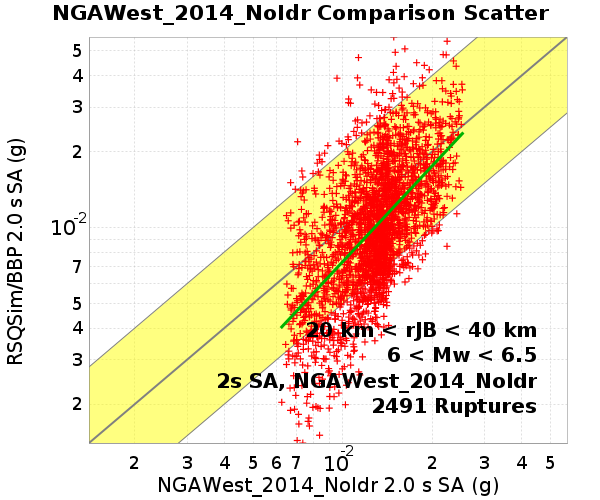 NGAWest_2014_NoIdr Comparison Scatter
RSQSim/BBP 2.0 s SA (g)
5
4
3
2
10-2
7
5
4
3
2
20 km < rJB < 40 km
6 < Mw < 6.5
2s SA, NGAWest_2014_NoIdr
2491 Ruptures
2 3 4 5 6 7 10-2 2 3 4 5
NGAWest_2014_NoIdr 2.0 s SA (g)